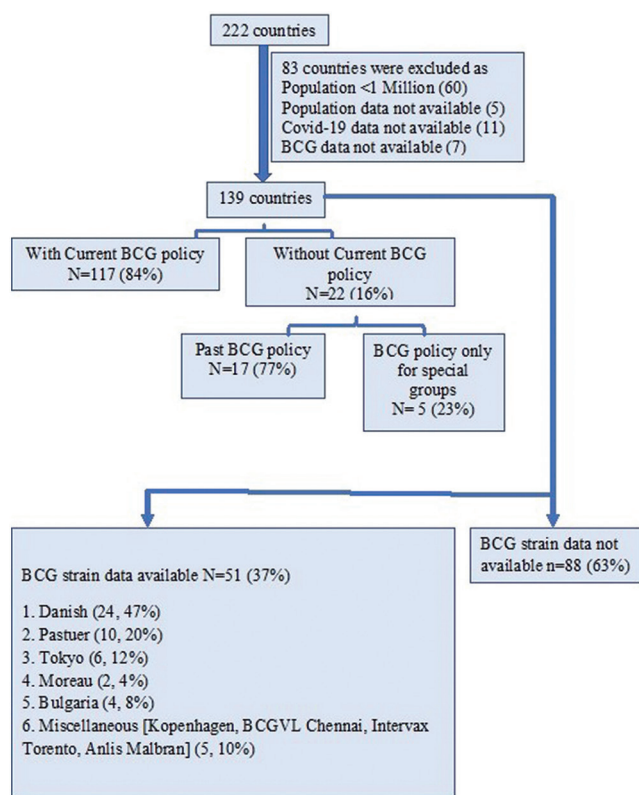 222 countries
83 countries were excluded as
Population <1 Million (60)
Population data not available (5)
Covid-19 data not available (11)
BCG data not available (7)
139 countries
With Current BCG policy
N=117 (84%)
Without Current BCG
policy
N=22 (16%)
Past BCG policy
N=17 (77%)
BCG policy only
for special
groups
N= 5 (23%)
BCG strain data available N=51 (37%)
1. Danish (24, 47%)
2. Pastuer (10, 20%)
3. Tokyo (6, 12%)
4. Moreau (2, 4%)
5. Bulgaria (4, 8%)
6. Miscellaneous [Kopenhagen, BCGVL Chennai, Intervax
Torento, Anlis Malbran] (5, 10%)
BCG strain data not
available n=88 (63%)